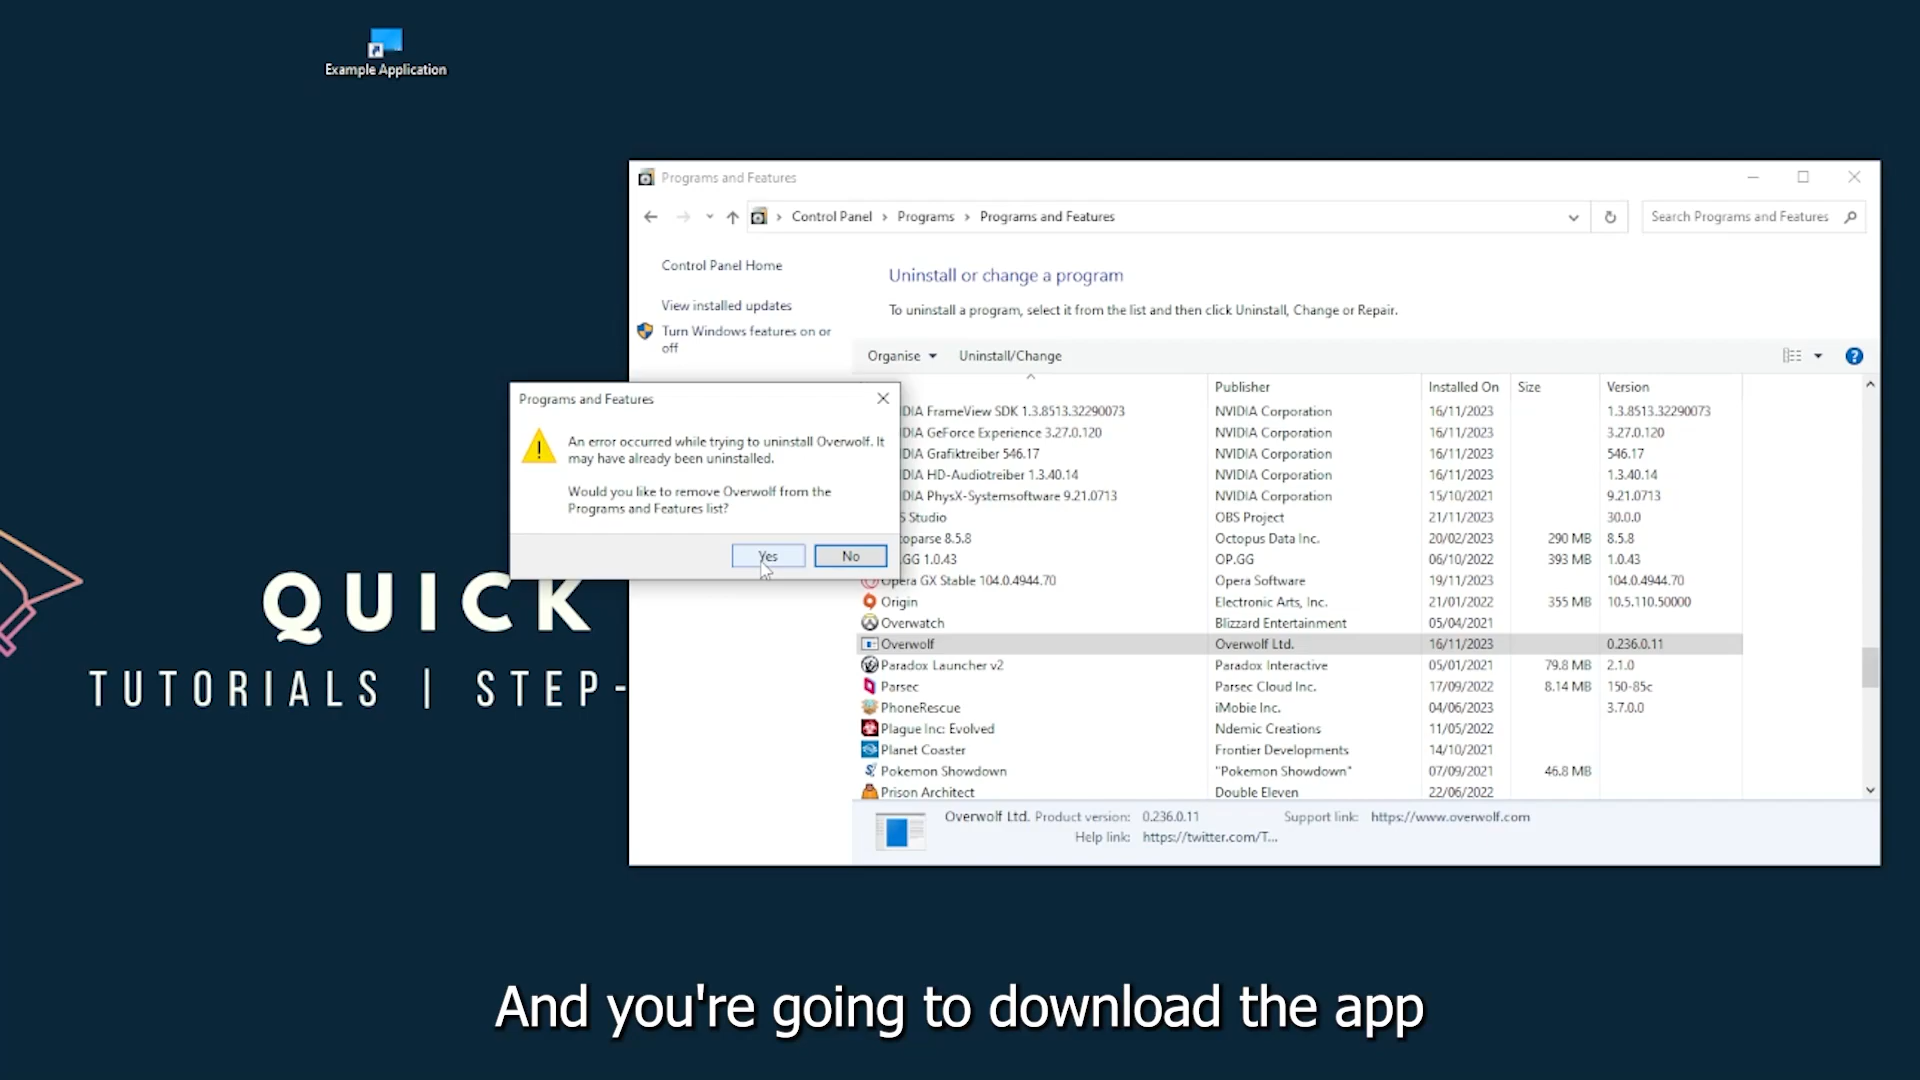 Example Application
Programs and Features
Control Panel › Programs › Programs and Features
Search Programs and Features
Control Panel Home
View installed updates
Turn Windows features on or
off
Uninstall or change a program
To uninstall a program, select it from the list and then click Uninstall, Change or Repair.
Organise Uninstall/Change
Publisher Installed On Size Version
DIA FrameView SDK 1.3.8513.32290073 NVIDIA Corporation 16/11/2023 1.3.8513.32290073
DIA GeForce Experience 3.27.0.120 NVIDIA Corporation 16/11/2023 3.27.0.120
DIA Grafiktreiber 546.17 NVIDIA Corporation 16/11/2023 546.17
DIA HD-Audiotreiber 1.3.40.14 NVIDIA Corporation 16/11/2023 1.3.40.14
DIA PhysX-Systemsoftware 9.21.0713 NVIDIA Corporation 15/10/2021 9.21.0713
S Studio OBS Project 21/11/2023 30.0.0
oparse 8.5.8 Octopus Data Inc. 20/02/2023 290 MB 8.5.8
.GG 1.0.43 OP.GG 06/10/2022 393 MB 1.0.43
Opera GX Stable 104.0.4944.70 Opera Software 19/11/2023 104.0.4944.70
Origin Electronic Arts, Inc. 21/01/2022 355 MB 10.5.110.50000
Overwatch Blizzard Entertainment 05/04/2021
Overwolf Overwolf Ltd. 16/11/2023 0.236.0.11
Paradox Launcher v2 Paradox Interactive 05/01/2021 79.8 MB 2.1.0
Parsec Parsec Cloud Inc. 17/09/2022 8.14 MB 150-85c
PhoneRescue iMobie Inc. 04/06/2023 3.7.0.0
Plague Inc: Evolved Ndemic Creations 11/05/2022
Planet Coaster Frontier Developments 14/10/2021
Pokemon Showdown "Pokemon Showdown" 07/09/2021 46.8 MB
Prison Architect Double Eleven 22/06/2022
Overwolf Ltd. Product version: 0.236.0.11 Support link: https://www.overwolf.com
Help link: https://twitter.com/T...
Programs and Features
An error occurred while trying to uninstall Overwolf. It
may have already been uninstalled.
Would you like to remove Overwolf from the
Programs and Features list?
Yes No
QUICK
TUTORIALS | STEP-
And you're going to download the app